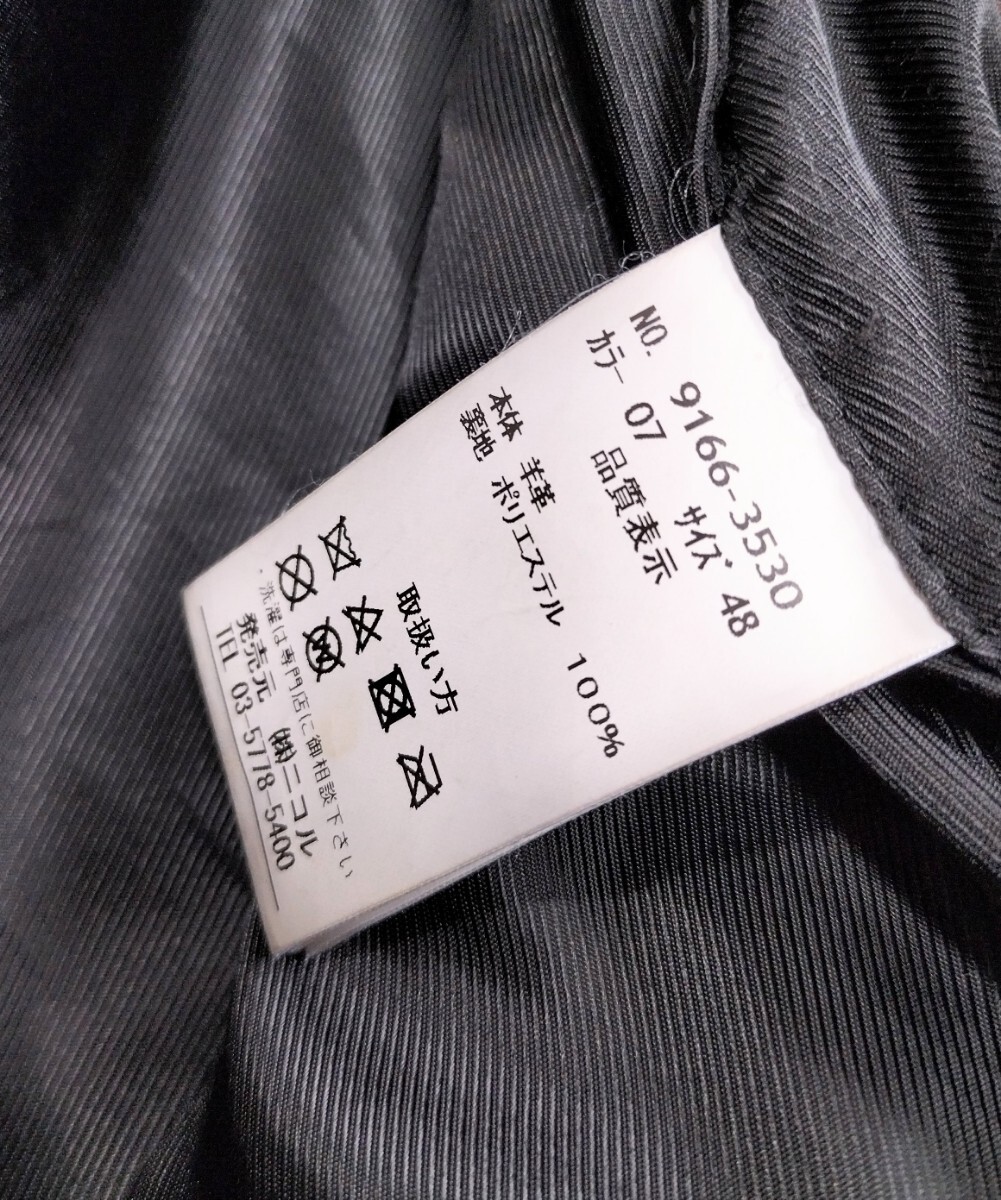 NO. 9166-3530
カラー 07 サイズ 48
品質表示
本体 羊革
裏地 ポリエステル 100%
取扱い方
・洗濯は専門店に御相談下さい
発売元 ㈱ニコル
TEL 03-5778-5400